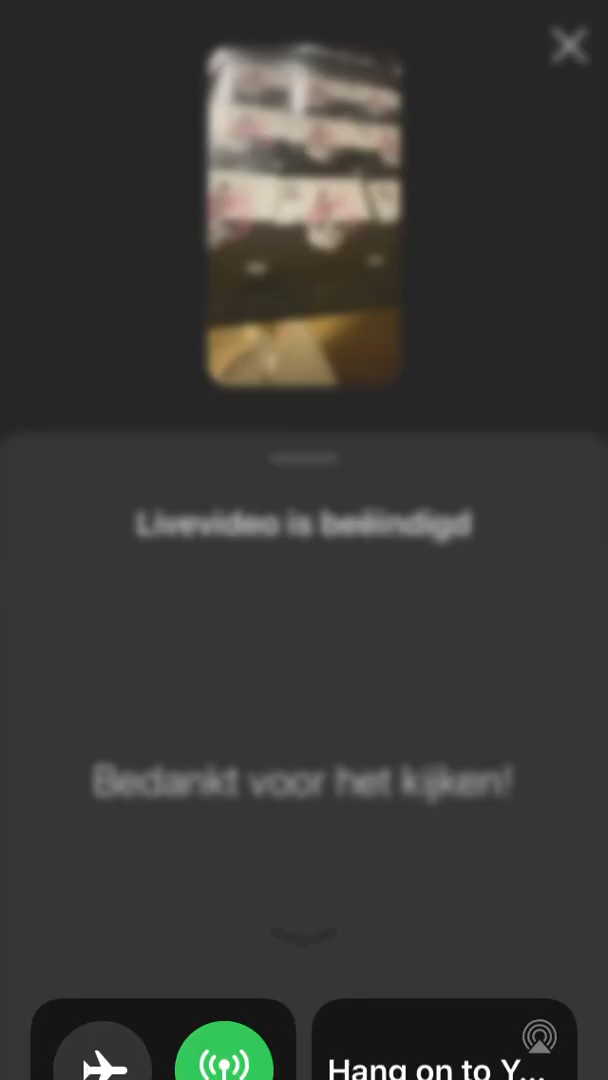 Livevideo is beëindigd
Bedankt voor het kijken!
Hang on to Y...